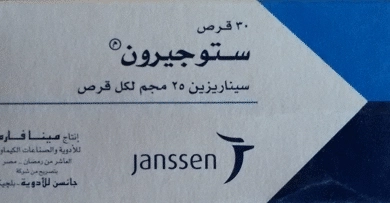 ٣٠ قرص
ستوجيرون
سيناريزين ٢٥ مجم لكل قرص
إنتاج مينا فارم
للأدوية والصناعات الكيماوية
العاشر من رمضان - مصر
بتصريح من شركة
جانسن للأدوية - بلجيكا
janssen